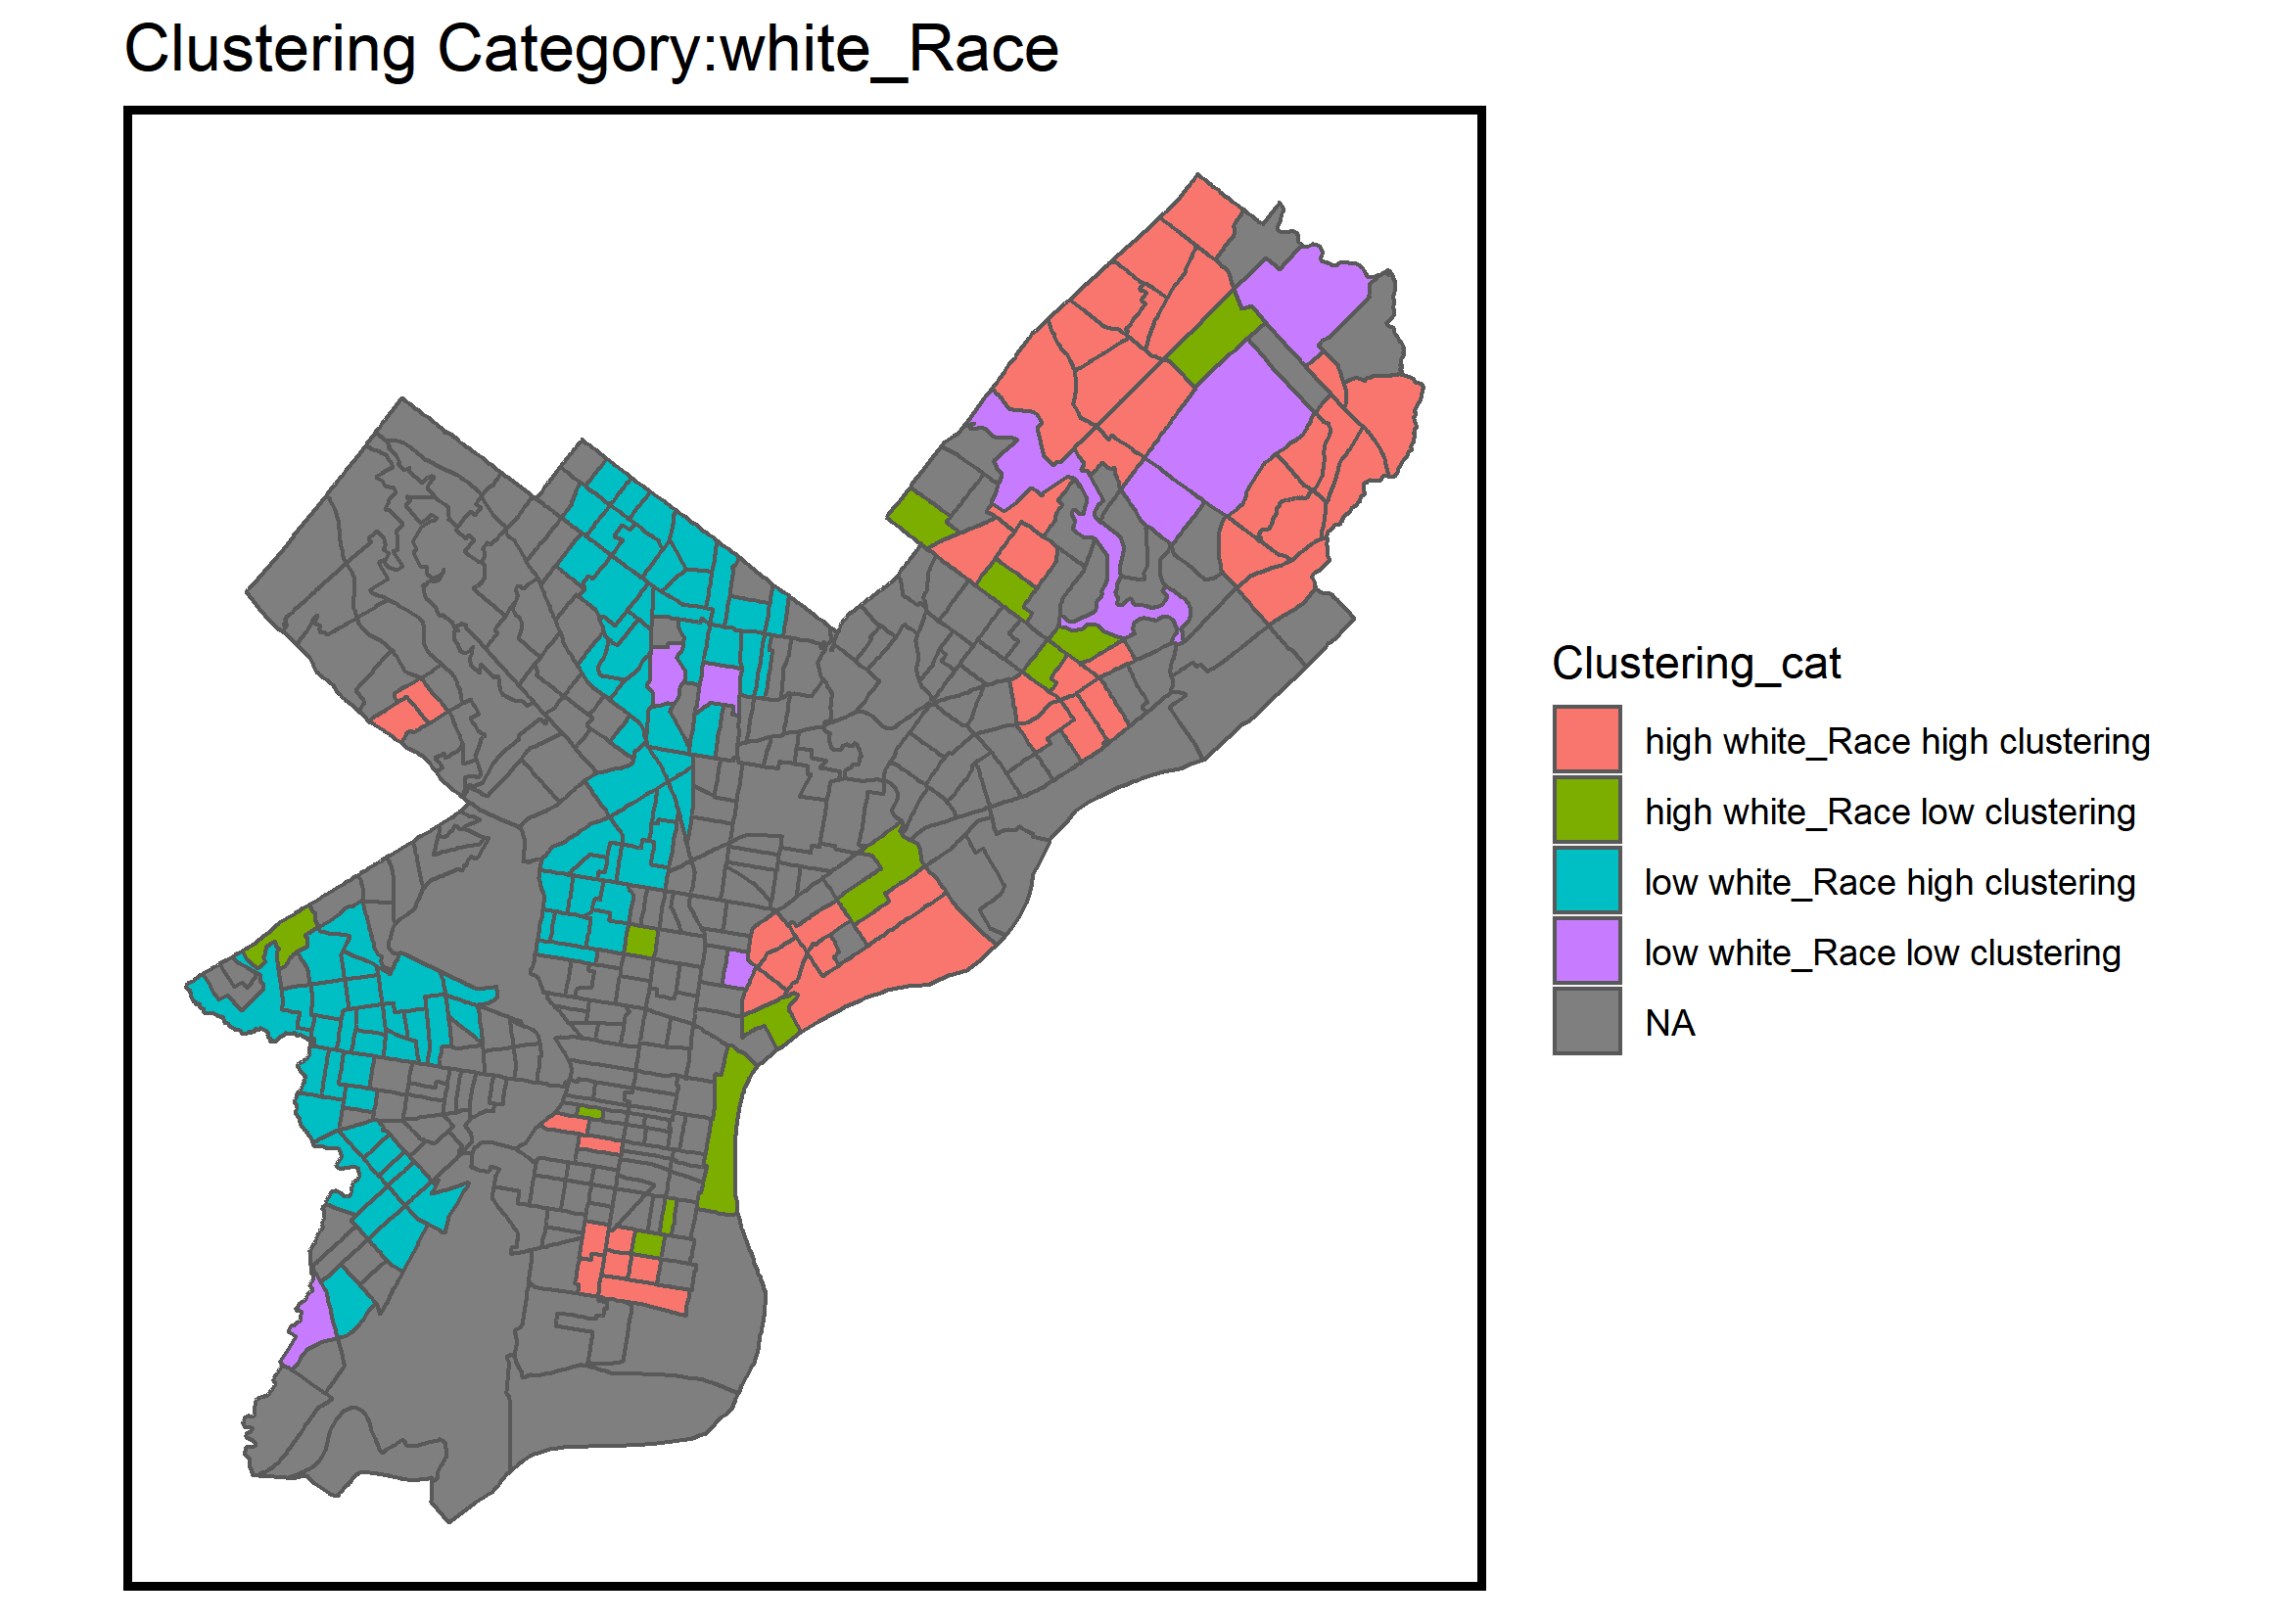 Clustering Category:white_Race
Clustering_cat
high white_Race high clustering
high white_Race low clustering
low white_Race high clustering
low white_Race low clustering
NA